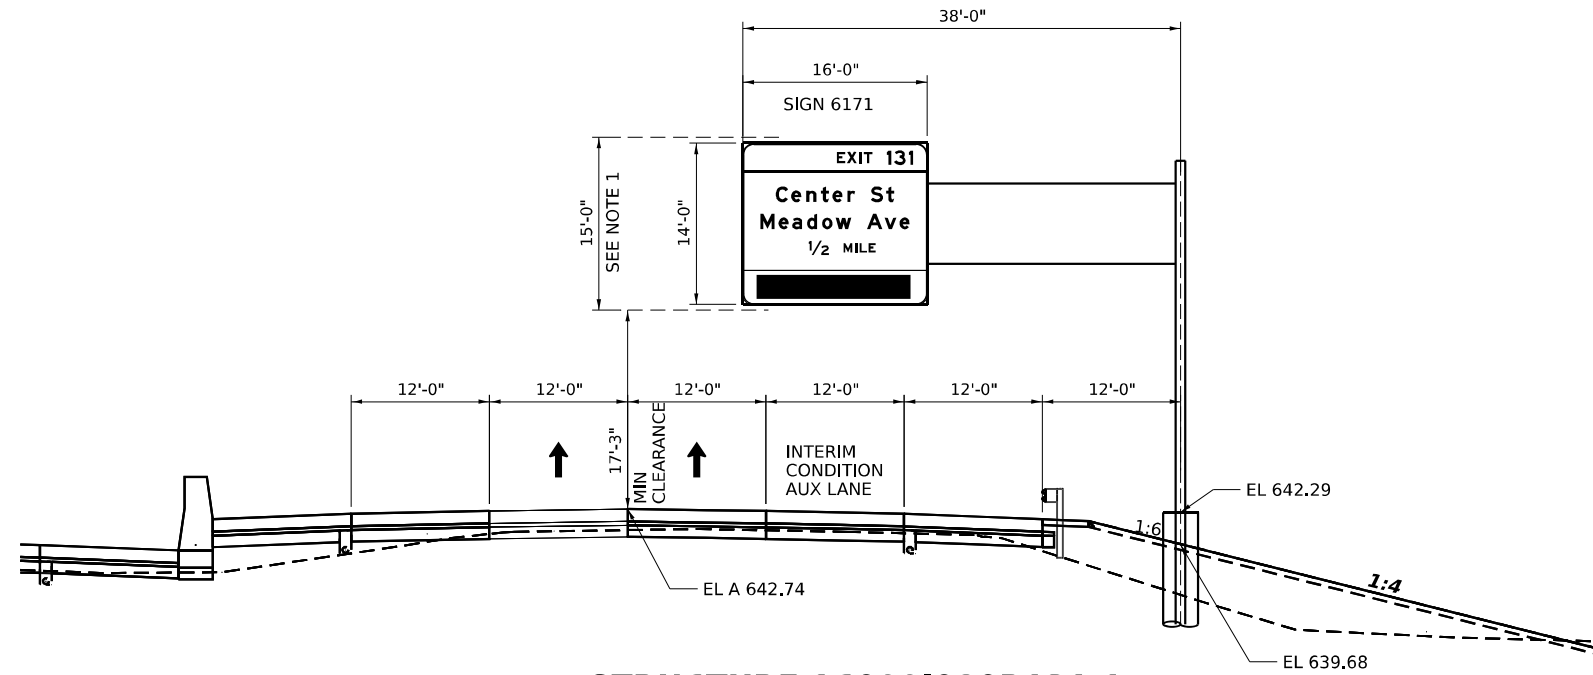 38'-0"
16'-0"
SIGN 6171
15'-0"
SEE NOTE 1
14'-0"
EXIT 131
Center St
Meadow Ave
1/2 MILE
12'-0" 12'-0" 12'-0" 12'-0" 12'-0" 12'-0"
17'-3"
MIN
CLEARANCE
INTERIM
CONDITION
AUX LANE
EL 642.29
1:6
EL A 642.74
1:4
EL 639.68